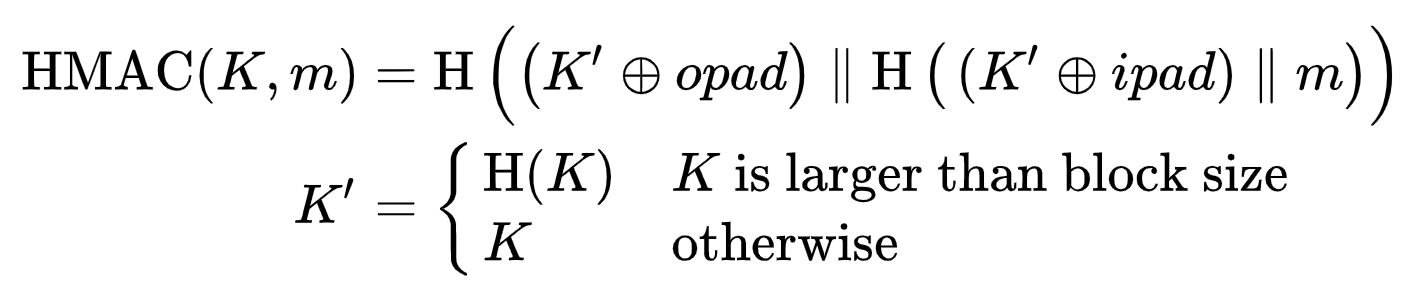 HMAC(K, m) = H((K′ ⊕ opad) ∥ H((K′ ⊕ ipad) ∥ m))
K′ = { H(K) K is larger than block size
K otherwise